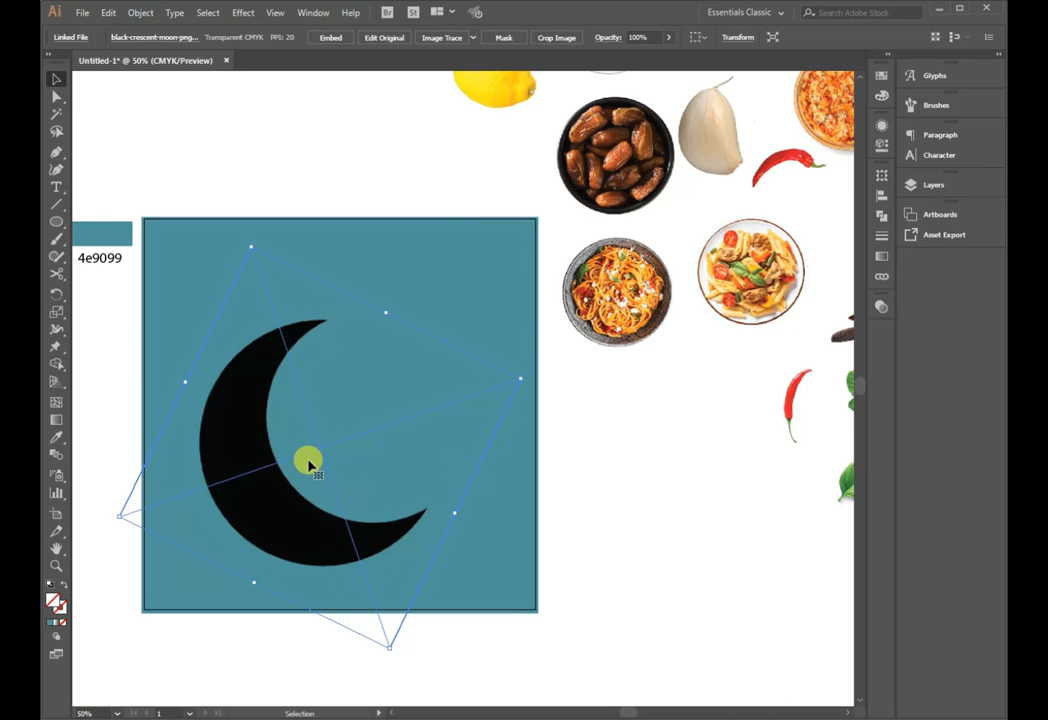 Ai File Edit Object Type Select Effect View Window Help Br St Essentials Classic Search Adobe Stock
Linked File black-crescent-moon-png... Transparent CMYK PPI: 20 Embed Edit Original Image Trace Mask Crop Image Opacity: 100% Transform
Untitled-1* @ 50% (CMYK/Preview)
Glyphs
Brushes
Paragraph
Character
Layers
Artboards
Asset Export
4e9099
50% 1 Selection